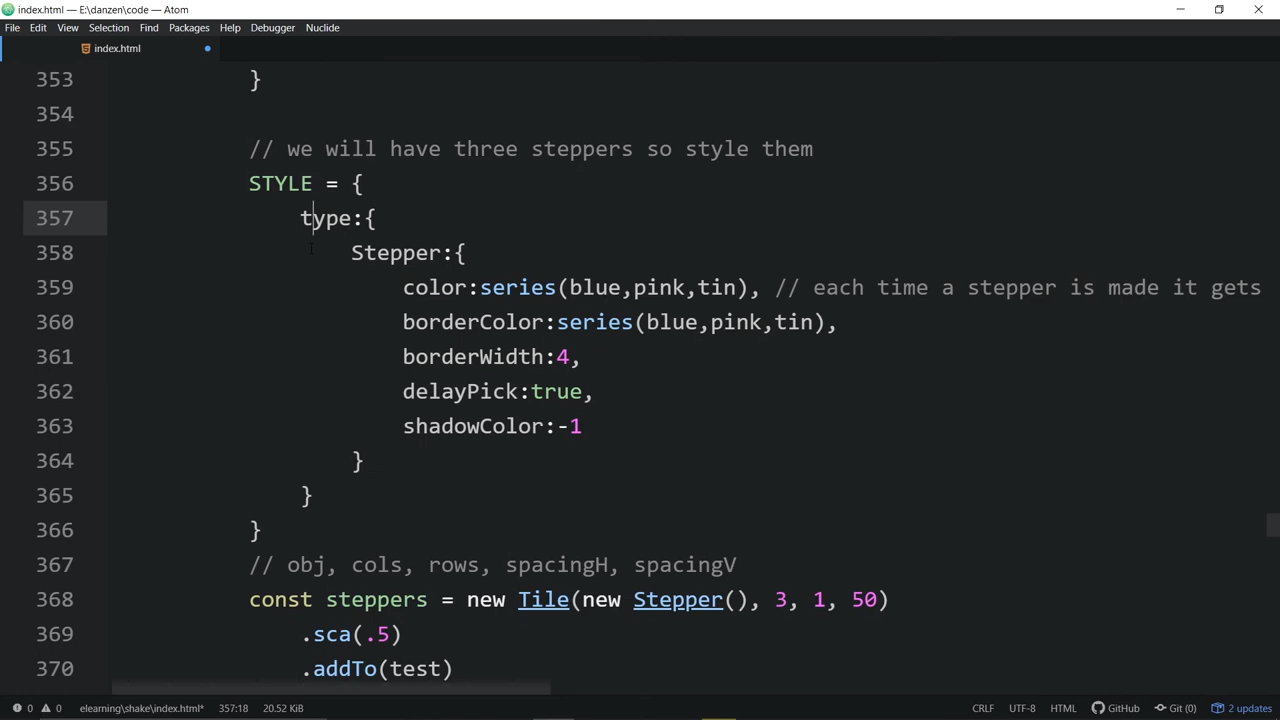 index.html — E:\danzen\code — Atom
File Edit View Selection Find Packages Help Debugger Nuclide
index.html
353 }
354
355 // we will have three steppers so style them
356 STYLE = {
357 type:{
358 Stepper:{
359 color:series(blue,pink,tin), // each time a stepper is made it gets
360 borderColor:series(blue,pink,tin),
361 borderWidth:4,
362 delayPick:true,
363 shadowColor:-1
364 }
365 }
366 }
367 // obj, cols, rows, spacingH, spacingV
368 const steppers = new Tile(new Stepper(), 3, 1, 50)
369 .sca(.5)
370 .addTo(test)
0 0 elearning\shake\index.html* 357:18 20.52 KiB CRLF UTF-8 HTML GitHub Git (0) 2 updates